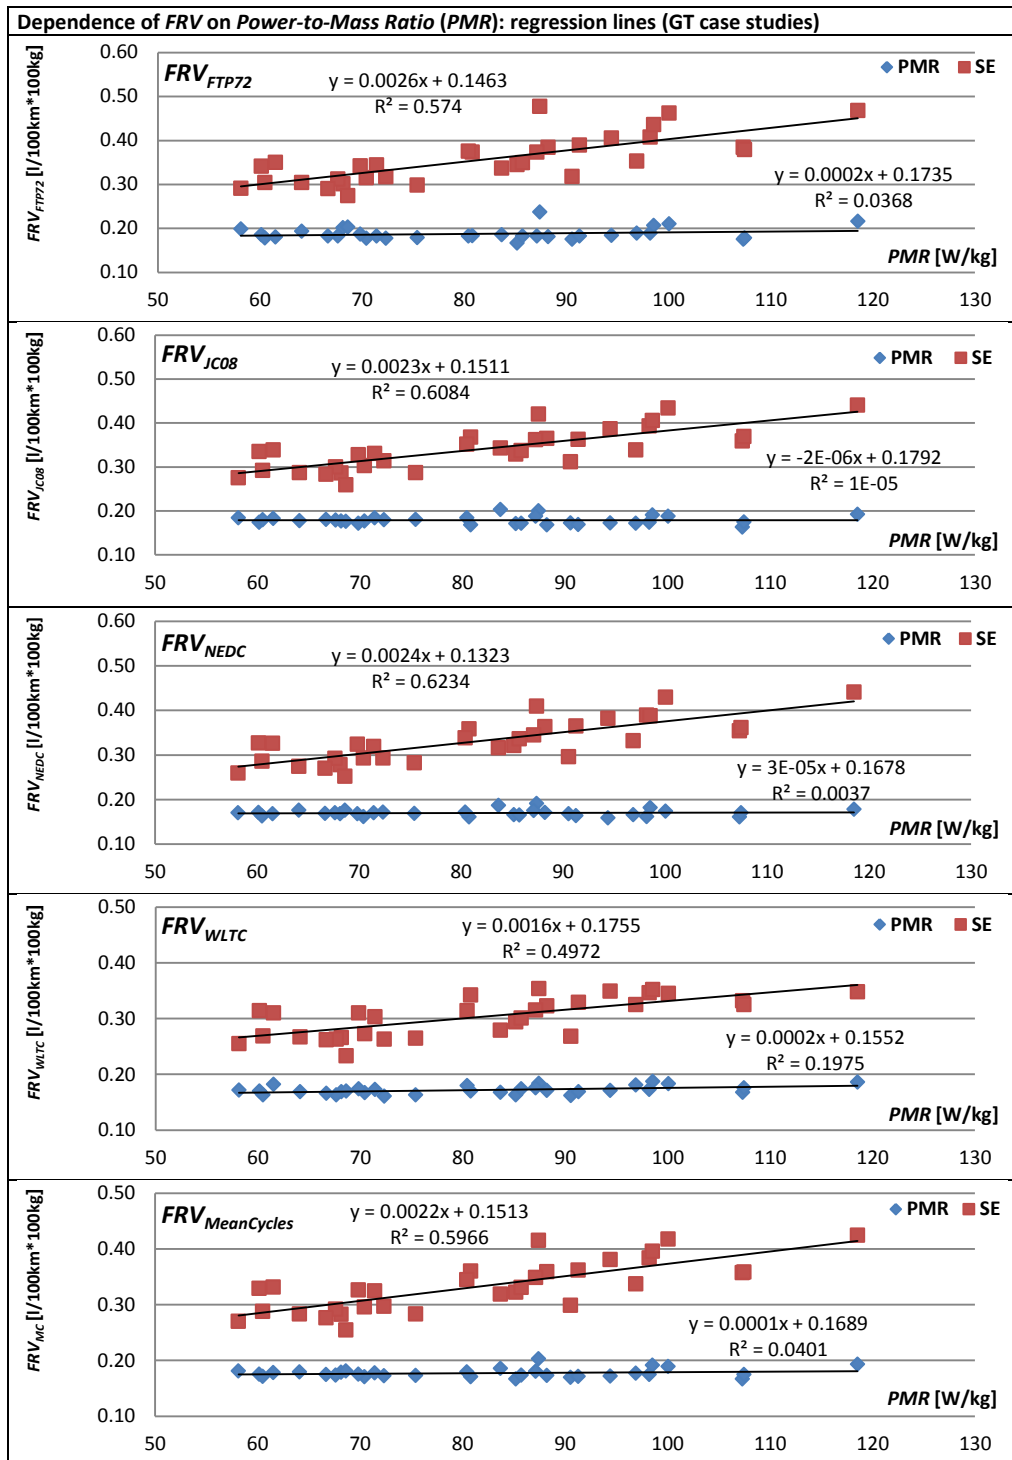 Dependence of FRV on Power-to-Mass Ratio (PMR): regression lines (GT case studies)
FRV_FTP72 [l/100km*100kg]
0.60
0.50
0.40
0.30
0.20
0.10
FRV_FTP72
y = 0.0026x + 0.1463
R² = 0.574
PMR SE
y = 0.0002x + 0.1735
R² = 0.0368
PMR [W/kg]
50 60 70 80 90 100 110 120 130
FRV_JC08 [l/100km*100kg]
0.60
0.50
0.40
0.30
0.20
0.10
FRV_JC08
y = 0.0023x + 0.1511
R² = 0.6084
PMR SE
y = -2E-06x + 0.1792
R² = 1E-05
PMR [W/kg]
50 60 70 80 90 100 110 120 130
FRV_NEDC [l/100km*100kg]
0.60
0.50
0.40
0.30
0.20
0.10
FRV_NEDC
y = 0.0024x + 0.1323
R² = 0.6234
PMR SE
y = 3E-05x + 0.1678
R² = 0.0037
PMR [W/kg]
50 60 70 80 90 100 110 120 130
FRV_WLTC [l/100km*100kg]
0.50
0.40
0.30
0.20
0.10
FRV_WLTC
y = 0.0016x + 0.1755
R² = 0.4972
PMR SE
y = 0.0002x + 0.1552
R² = 0.1975
PMR [W/kg]
50 60 70 80 90 100 110 120 130
FRV_MC [l/100km*100kg]
0.50
0.40
0.30
0.20
0.10
FRV_MeanCycles
y = 0.0022x + 0.1513
R² = 0.5966
PMR SE
y = 0.0001x + 0.1689
R² = 0.0401
PMR [W/kg]
50 60 70 80 90 100 110 120 130